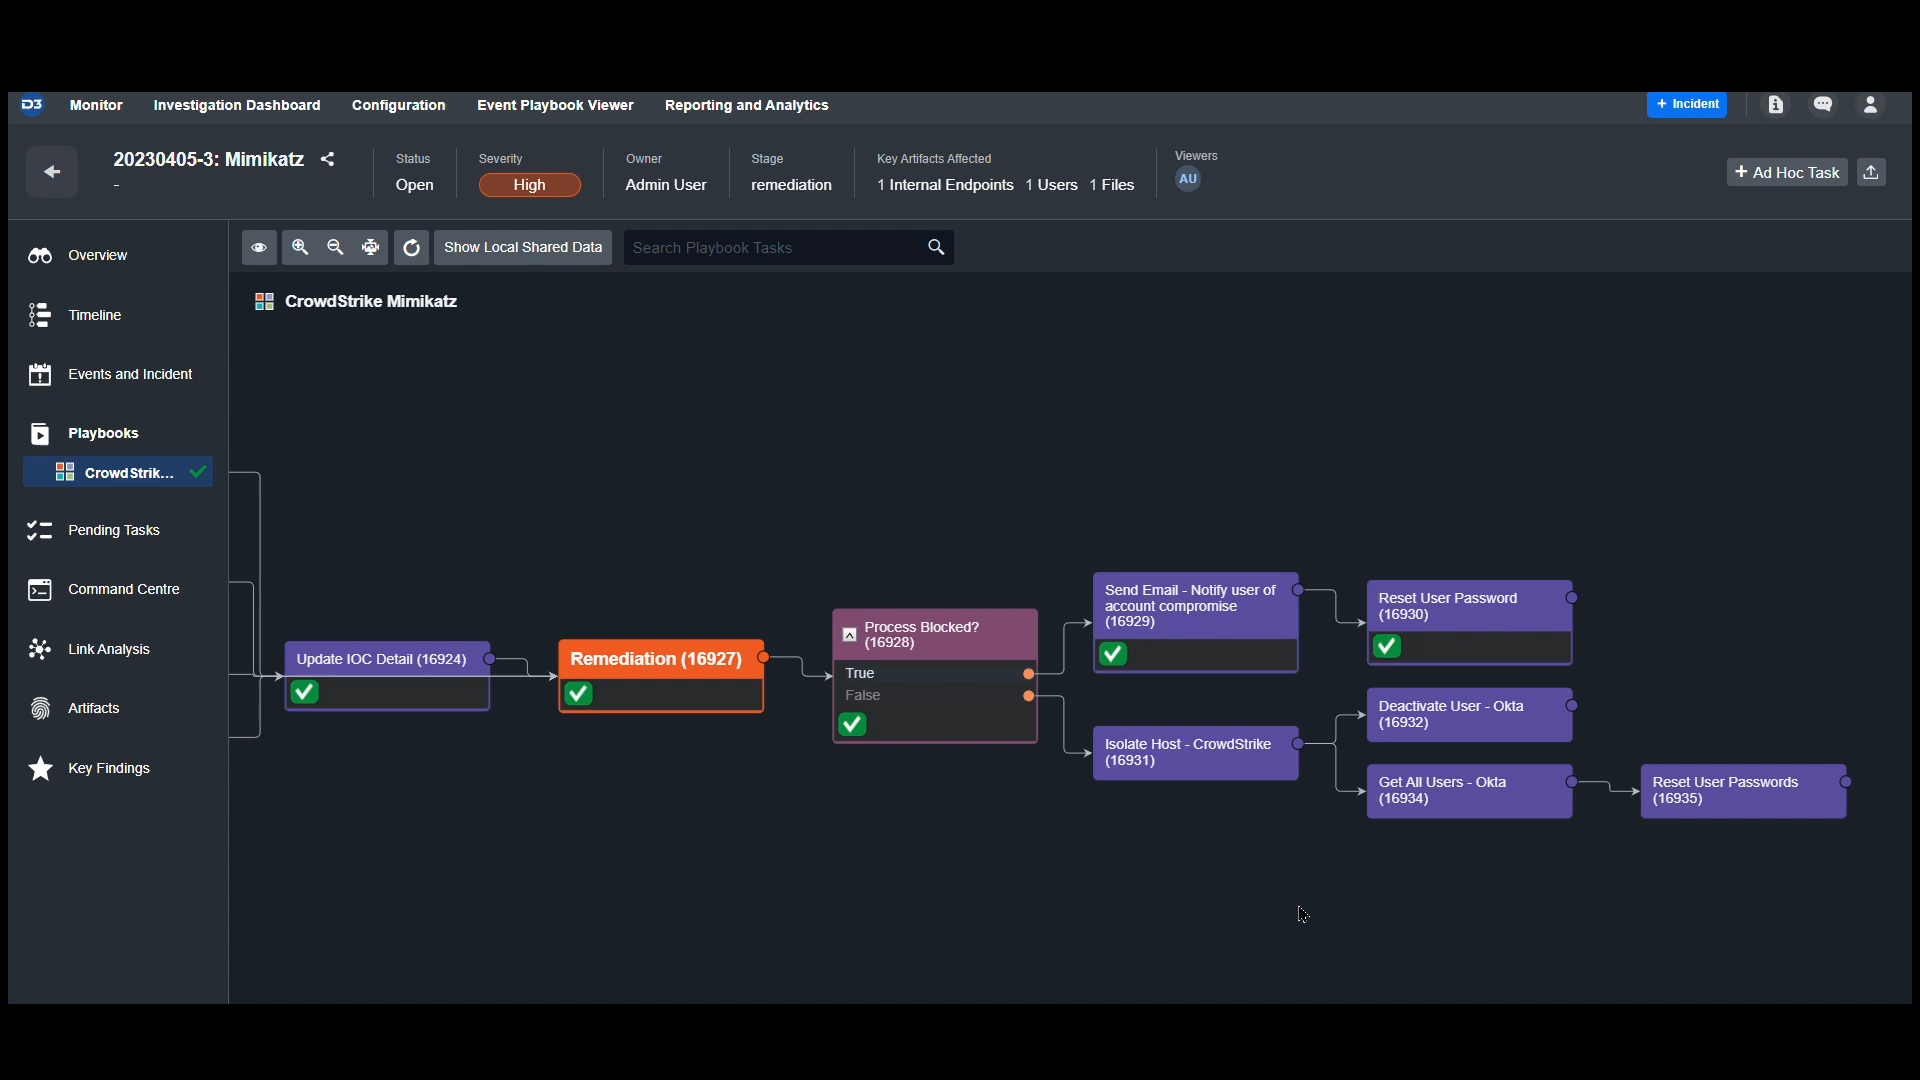 D3
Monitor
Investigation Dashboard
Configuration
Event Playbook Viewer
Reporting and Analytics
+ Incident
20230405-3: Mimikatz
-
Status
Open
Severity
High
Owner
Admin User
Stage
remediation
Key Artifacts Affected
1 Internal Endpoints 1 Users 1 Files
Viewers
AU
+ Ad Hoc Task
Overview
Timeline
Events and Incident
Playbooks
CrowdStrik...
Pending Tasks
Command Centre
Link Analysis
Artifacts
Key Findings
Show Local Shared Data
Search Playbook Tasks
CrowdStrike Mimikatz
Update IOC Detail (16924)
Remediation (16927)
Process Blocked?
(16928)
True
False
Send Email - Notify user of
account compromise
(16929)
Reset User Password
(16930)
Isolate Host - CrowdStrike
(16931)
Deactivate User - Okta
(16932)
Get All Users - Okta
(16934)
Reset User Passwords
(16935)